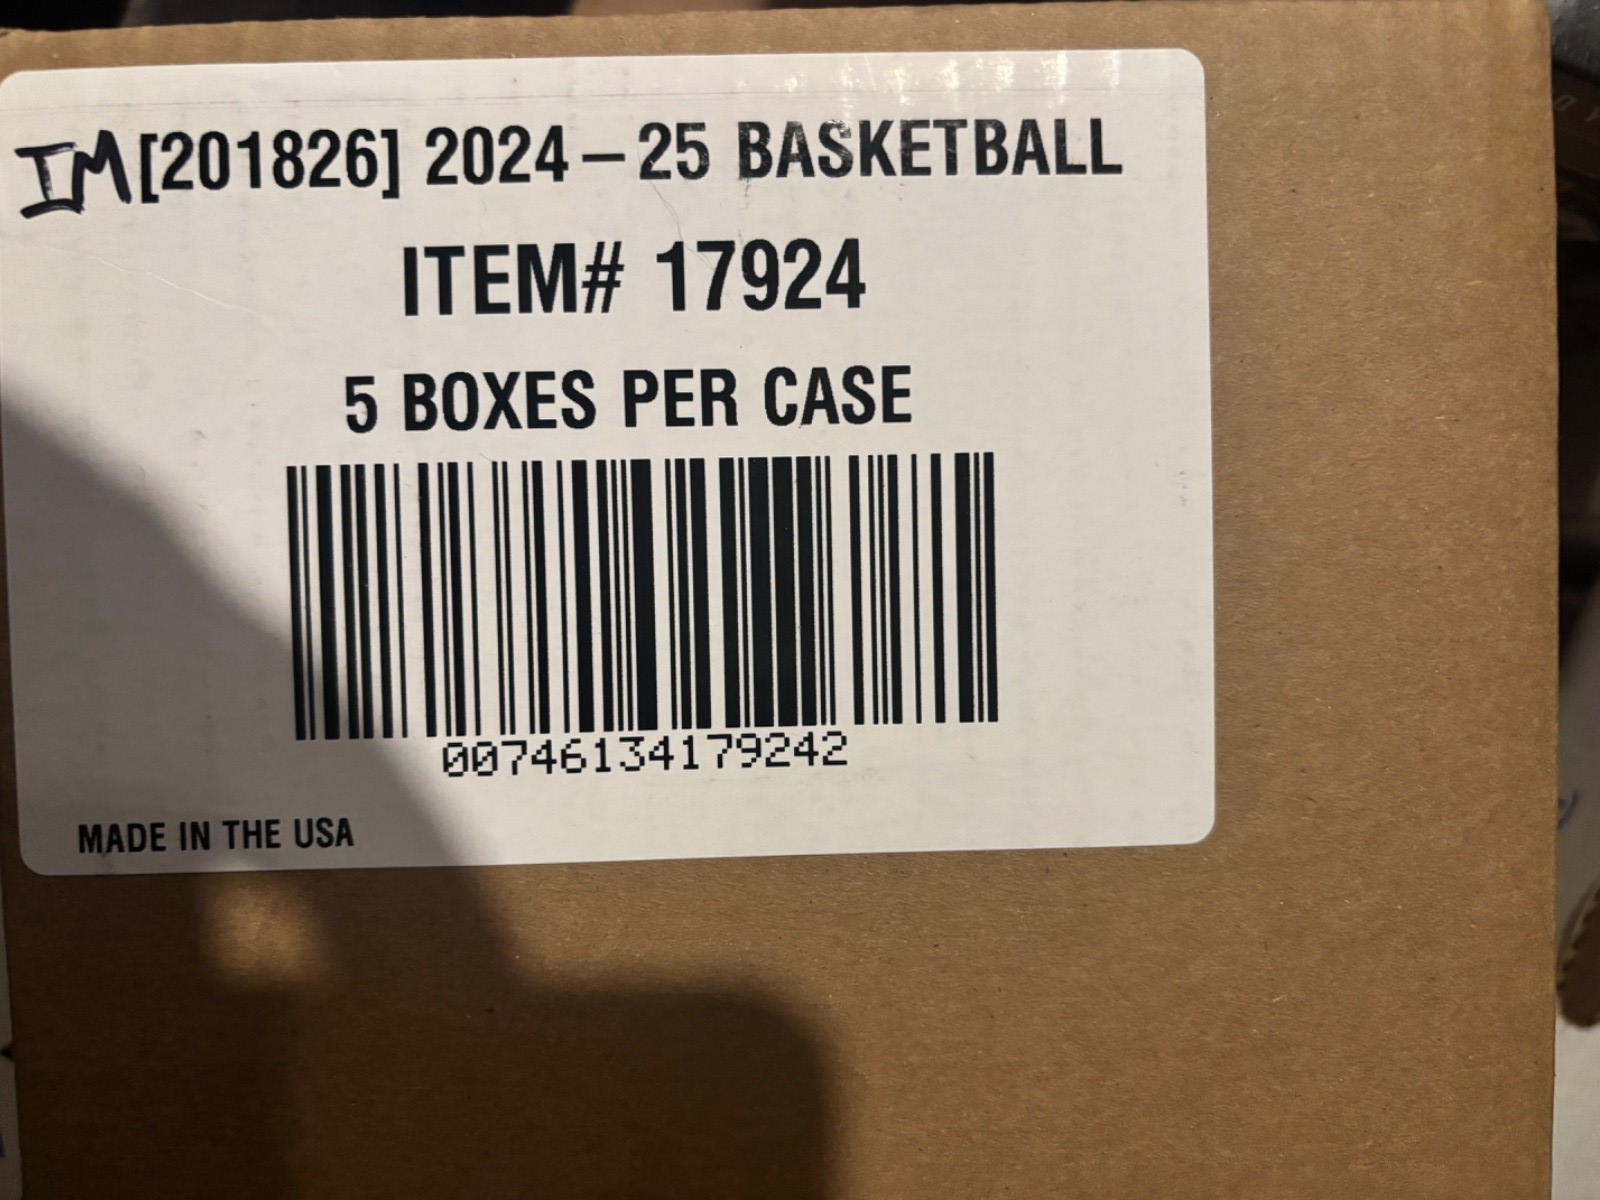 IM [201826] 2024-25 BASKETBALL
ITEM# 17924
5 BOXES PER CASE
00746134179242
MADE IN THE USA